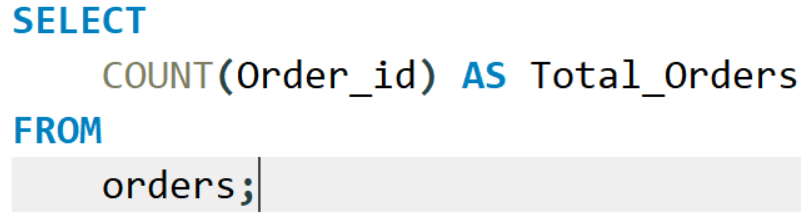 SELECT
COUNT(Order_id) AS Total_Orders
FROM
orders;